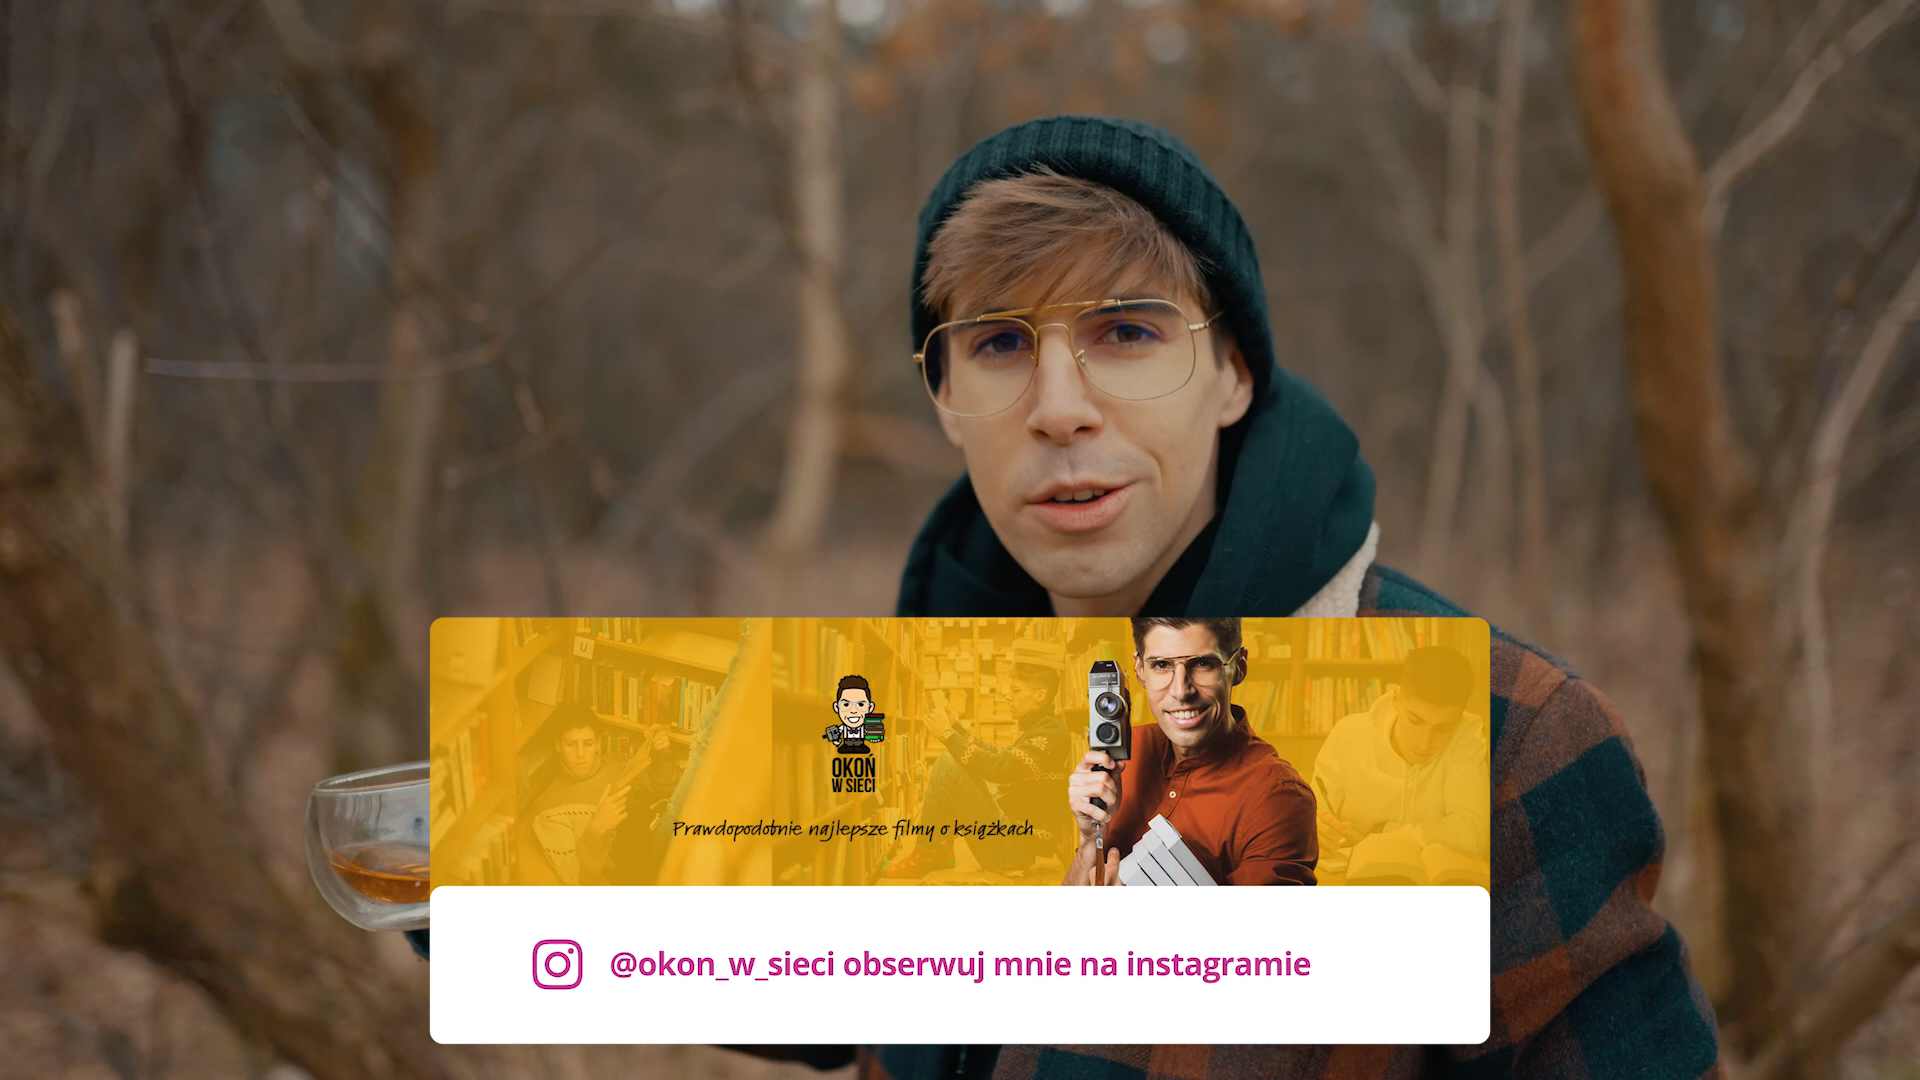 U
OKOŃ
W SIECI
Prawdopodobnie najlepsze filmy o książkach
@okon_w_sieci obserwuj mnie na instagramie